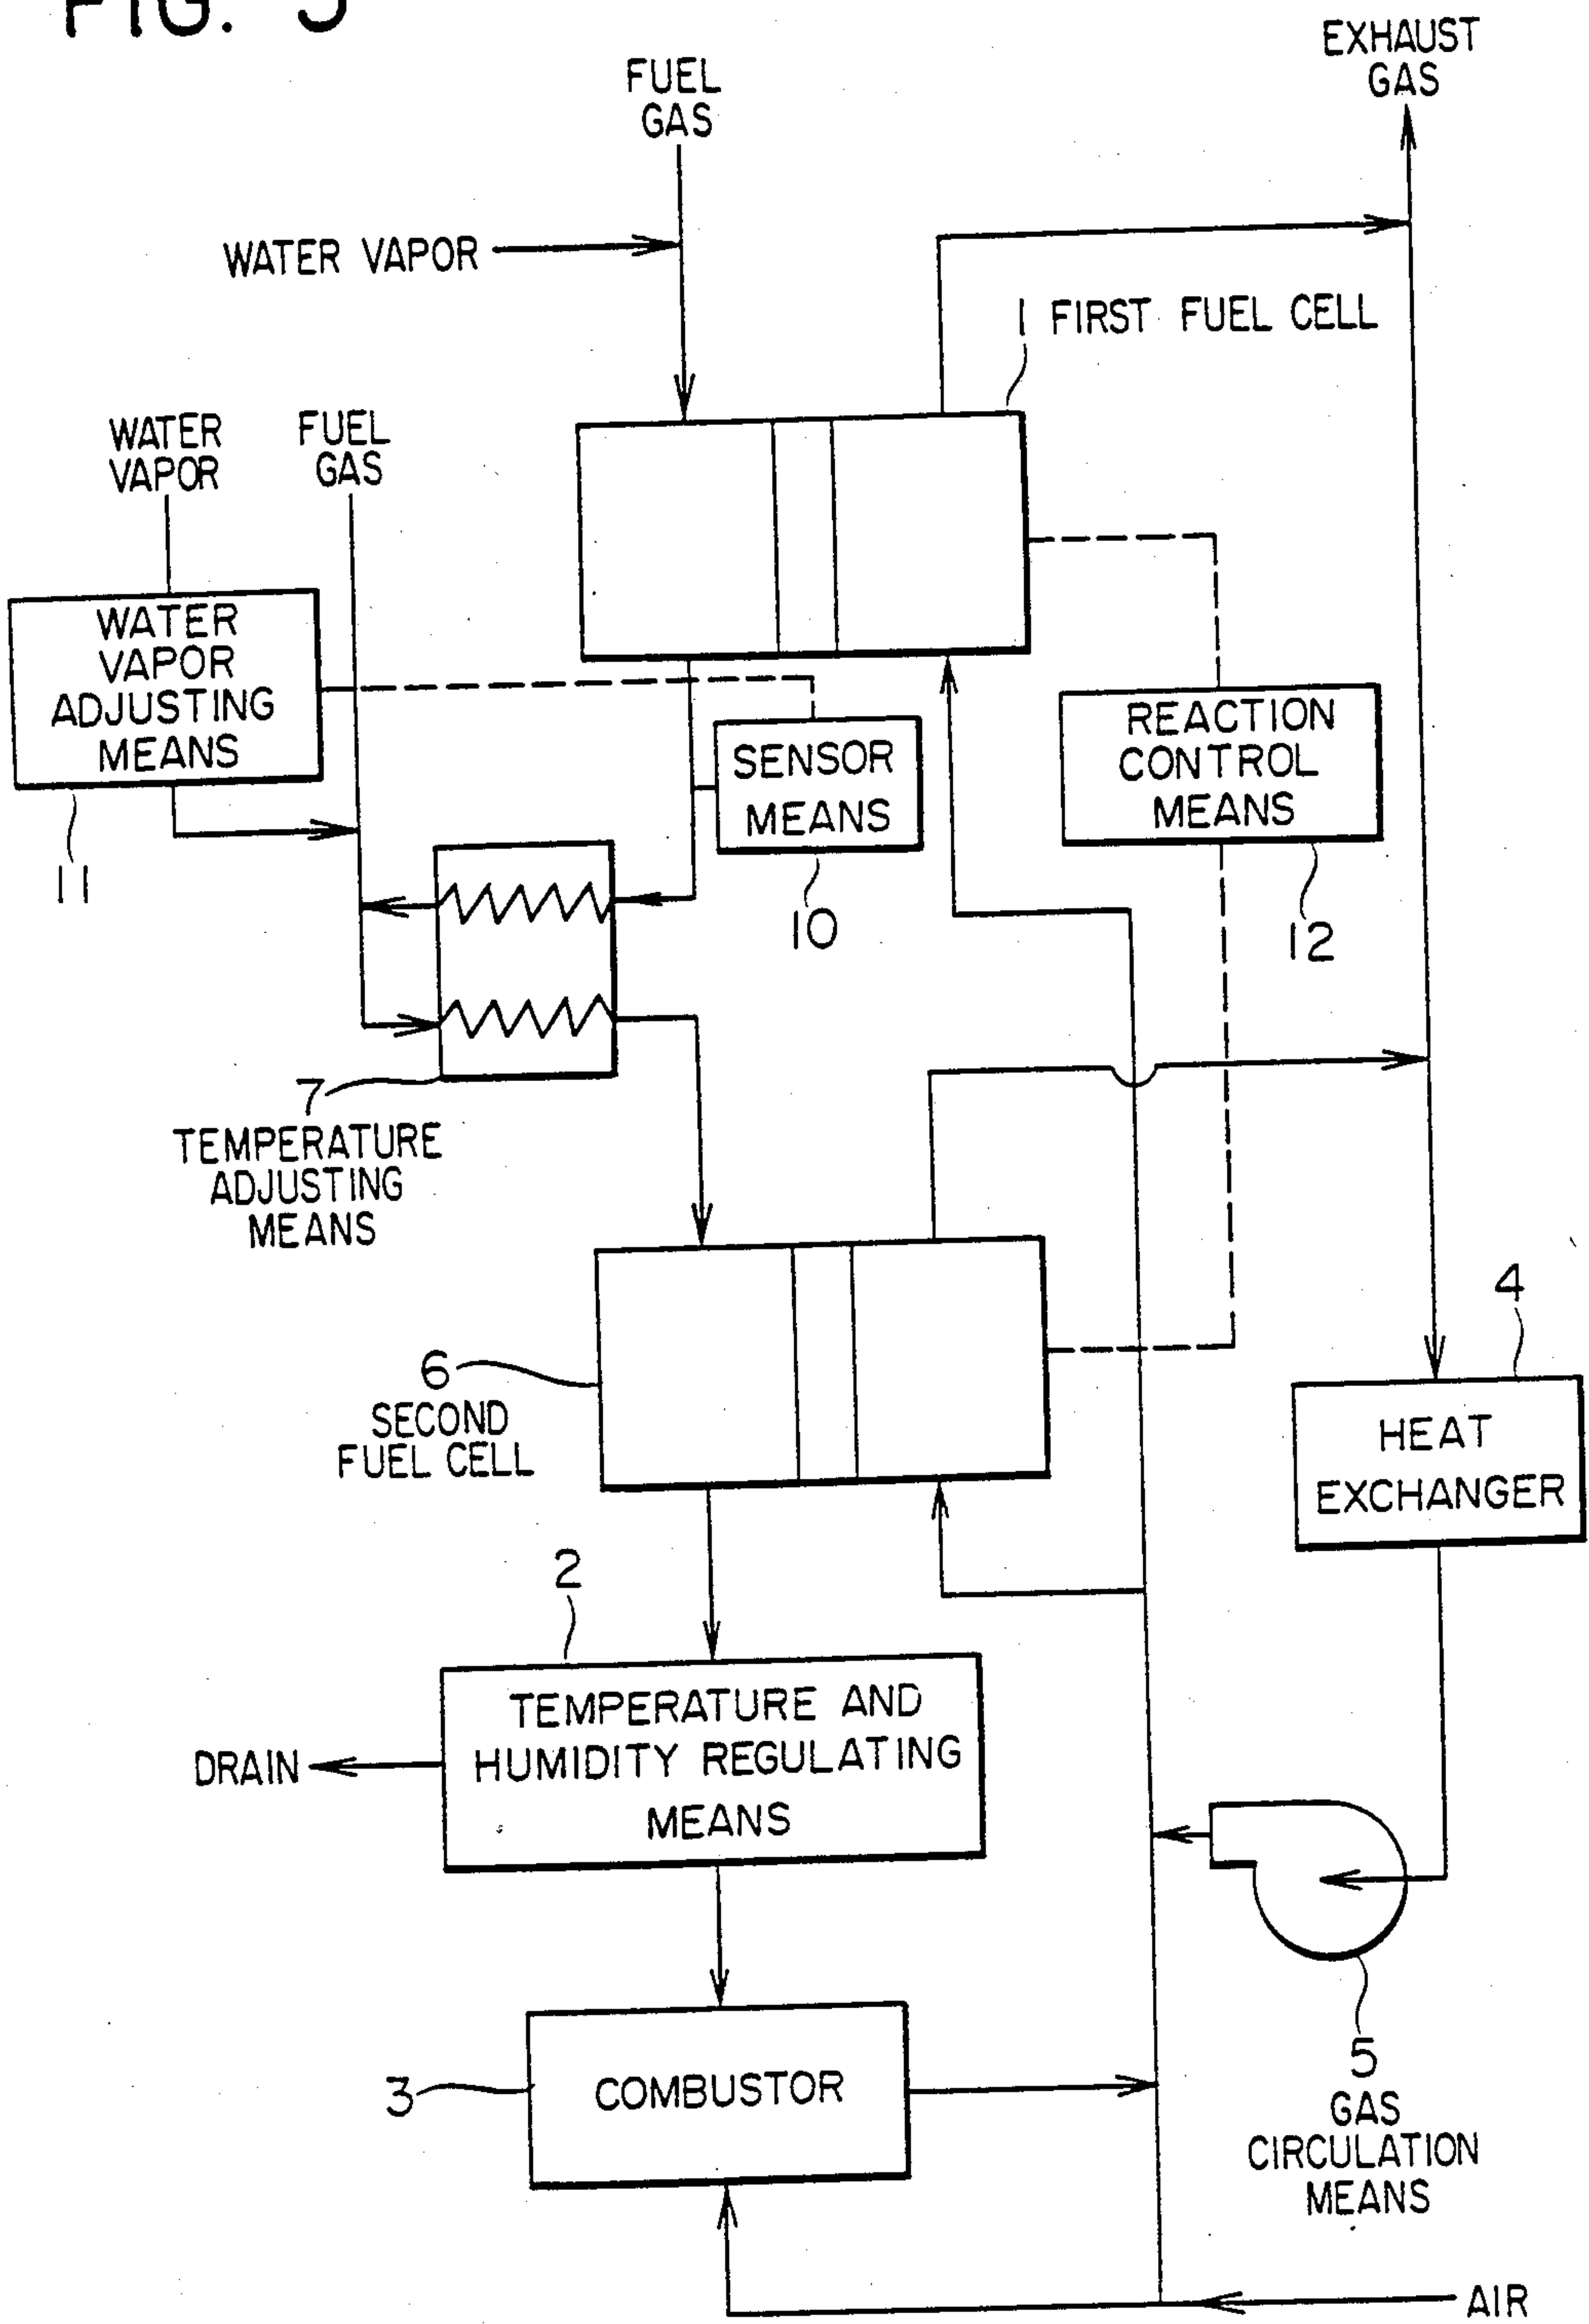 FIG. 5
EXHAUST
GAS
FUEL
GAS
WATER VAPOR
1 FIRST FUEL CELL
WATER
VAPOR
FUEL
GAS
WATER
VAPOR
ADJUSTING
MEANS
11
SENSOR
MEANS
10
REACTION
CONTROL
MEANS
12
7
TEMPERATURE
ADJUSTING
MEANS
6
SECOND
FUEL CELL
4
HEAT
EXCHANGER
2
TEMPERATURE AND
HUMIDITY REGULATING
MEANS
DRAIN
3
COMBUSTOR
5
GAS
CIRCULATION
MEANS
AIR